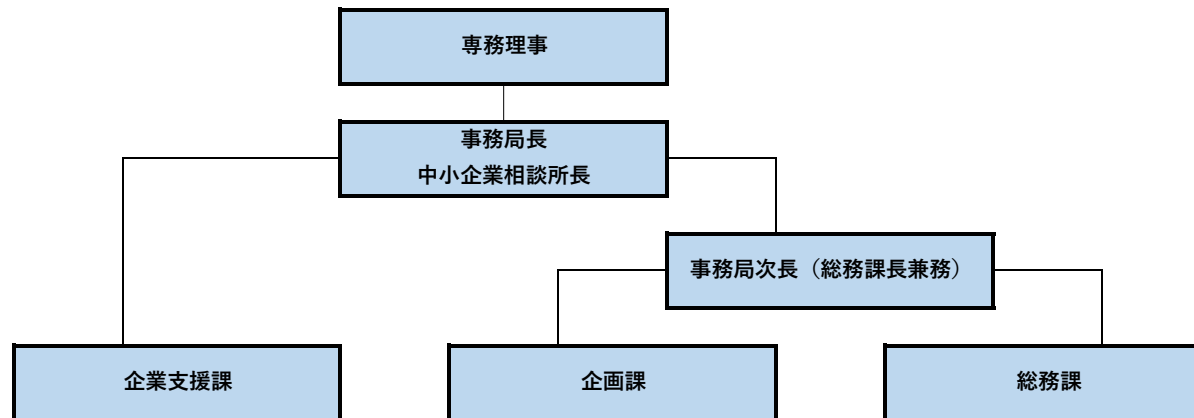 専務理事
事務局長
中小企業相談所長
事務局次長（総務課長兼務）
企業支援課
企画課
総務課